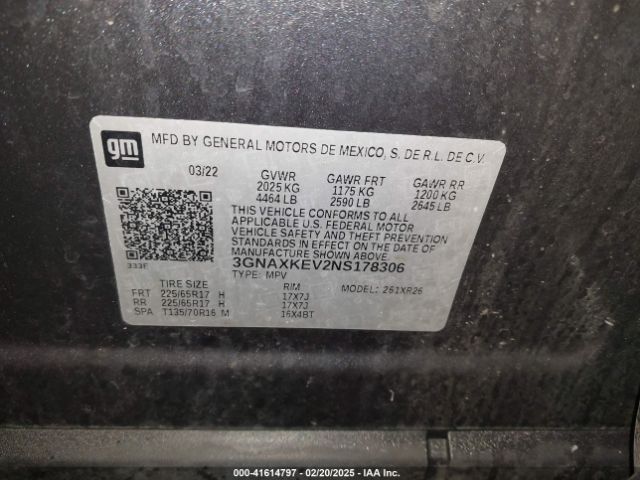 gm
MFD BY GENERAL MOTORS DE MEXICO, S. DE R.L. DE C.V.
03/22 GVWR GAWR FRT GAWR RR
2025 KG 1175 KG 1200 KG
4464 LB 2590 LB 2645 LB
THIS VEHICLE CONFORMS TO ALL
APPLICABLE U.S. FEDERAL MOTOR
VEHICLE SAFETY AND THEFT PREVENTION
STANDARDS IN EFFECT ON THE DATE OF
MANUFACTURE SHOWN ABOVE.
333E
3GNAXKEV2NS178306
TYPE: MPV
TIRE SIZE RIM MODEL: 261XR26
FRT 225/65R17 H 17X7J
RR 225/65R17 H 17X7J
SPA T135/70R16 M 16X4BT
000-41614797 - 02/20/2025 - IAA Inc.